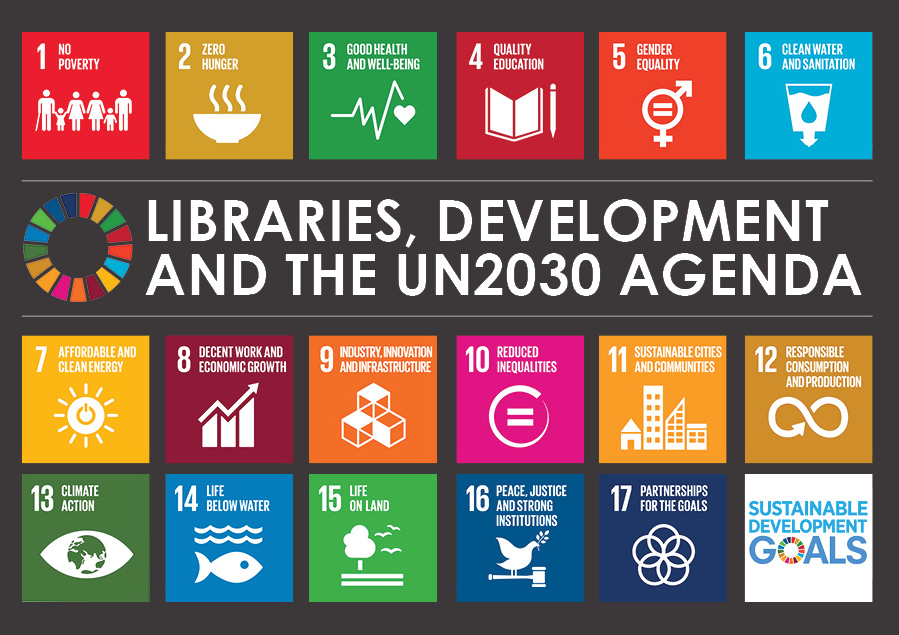 1 NO
POVERTY
2 ZERO
HUNGER
3 GOOD HEALTH
AND WELL-BEING
4 QUALITY
EDUCATION
5 GENDER
EQUALITY
6 CLEAN WATER
AND SANITATION
LIBRARIES, DEVELOPMENT
AND THE UN2030 AGENDA
7 AFFORDABLE AND
CLEAN ENERGY
8 DECENT WORK AND
ECONOMIC GROWTH
9 INDUSTRY, INNOVATION
AND INFRASTRUCTURE
10 REDUCED
INEQUALITIES
11 SUSTAINABLE CITIES
AND COMMUNITIES
12 RESPONSIBLE
CONSUMPTION
AND PRODUCTION
13 CLIMATE
ACTION
14 LIFE
BELOW WATER
15 LIFE
ON LAND
16 PEACE, JUSTICE
AND STRONG
INSTITUTIONS
17 PARTNERSHIPS
FOR THE GOALS
SUSTAINABLE
DEVELOPMENT
GOALS